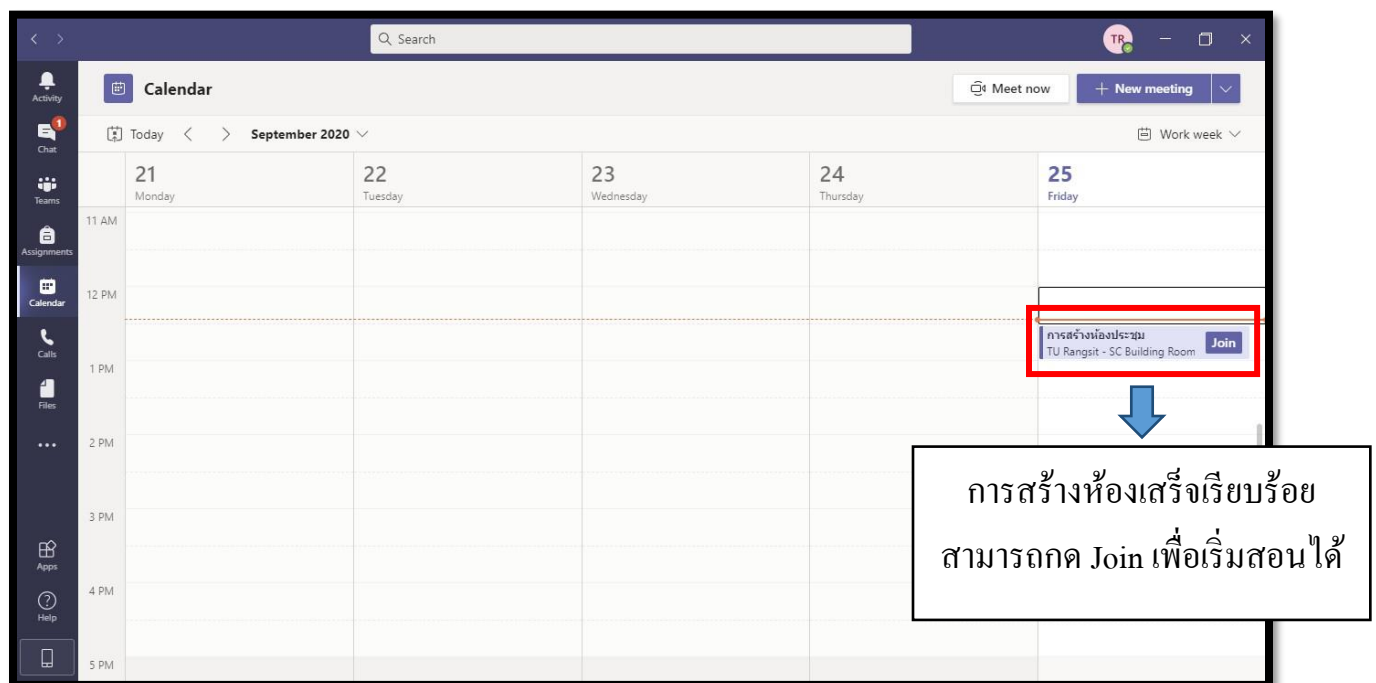 Search
TR
Activity
Calendar
Meet now
+ New meeting
1
Chat
Today < > September 2020
Work week
Teams
21
Monday
22
Tuesday
23
Wednesday
24
Thursday
25
Friday
11 AM
Assignments
Calendar
12 PM
Calls
การสร้างห้องประชุม
TU Rangsit - SC Building Room
Join
1 PM
Files
2 PM
การสร้างห้องเสร็จเรียบร้อย
สามารถกด Join เพื่อเริ่มสอนได้
3 PM
Apps
4 PM
Help
5 PM